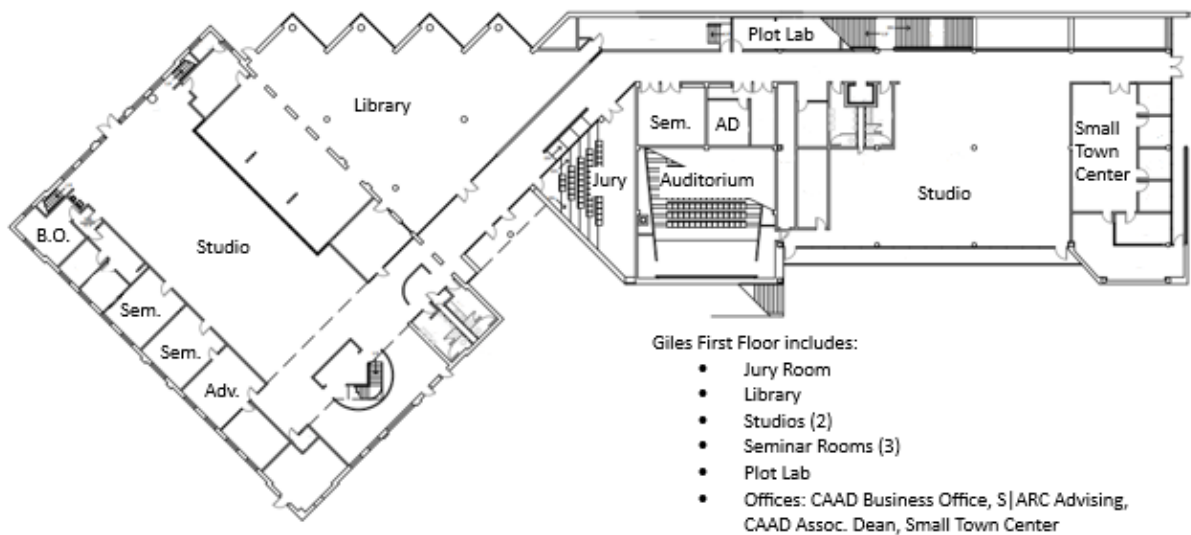 Plot Lab
Library
Sem.
AD
Small
Town
Center
Jury
Auditorium
Studio
B.O.
Studio
Sem.
Sem.
Adv.
Giles First Floor includes:
• Jury Room
• Library
• Studios (2)
• Seminar Rooms (3)
• Plot Lab
• Offices: CAAD Business Office, S|ARC Advising,
CAAD Assoc. Dean, Small Town Center